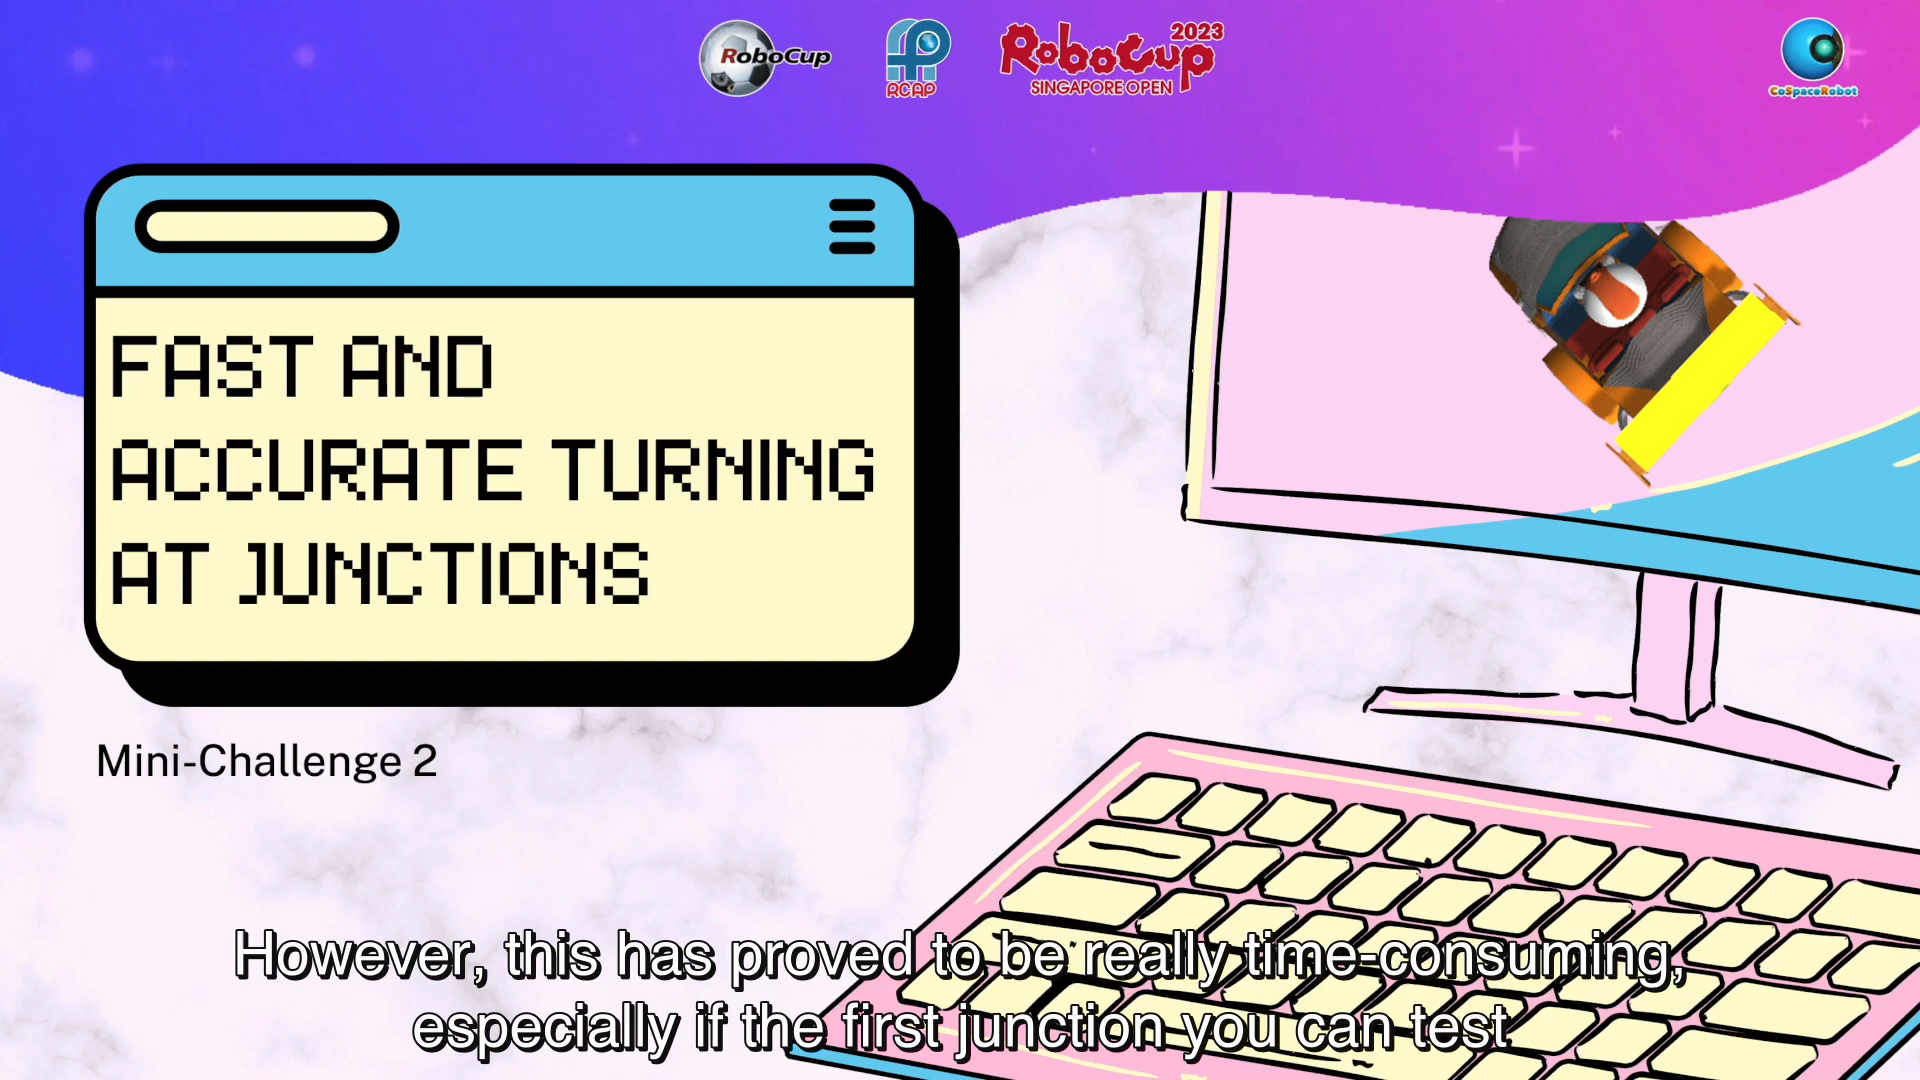 RoboCup
RCAP
RoboCup 2023
SINGAPORE OPEN
CoSpaceRobot
FAST AND
ACCURATE TURNING
AT JUNCTIONS
Mini-Challenge 2
However, this has proved to be really time-consuming,
especially if the first junction you can test